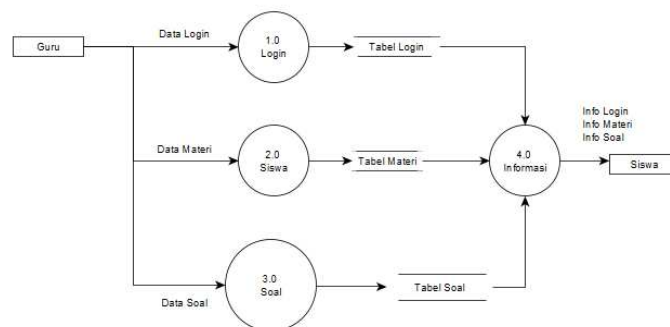 Guru
Data Login
1.0
Login
Tabel Login
Info Login
Info Materi
Info Soal
Data Materi
2.0
Siswa
Tabel Materi
4.0
Informasi
Siswa
3.0
Soal
Tabel Soal
Data Soal